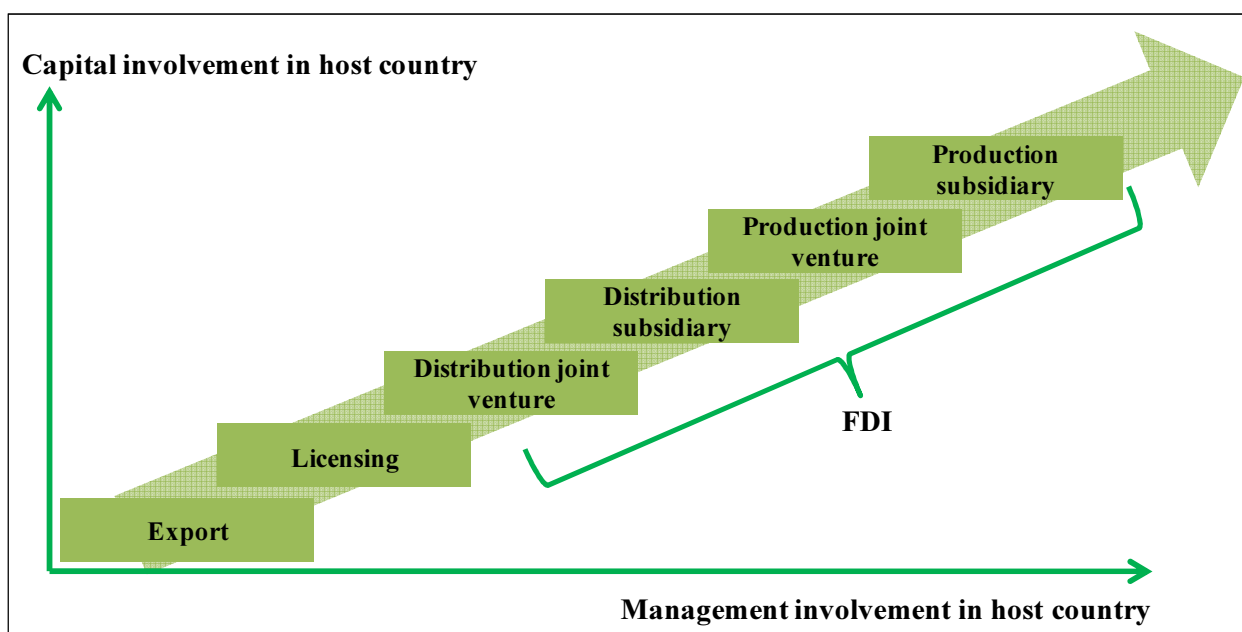 Capital involvement in host country
Production
subsidiary
Production joint
venture
Distribution
subsidiary
Distribution joint
venture
FDI
Licensing
Export
Management involvement in host country